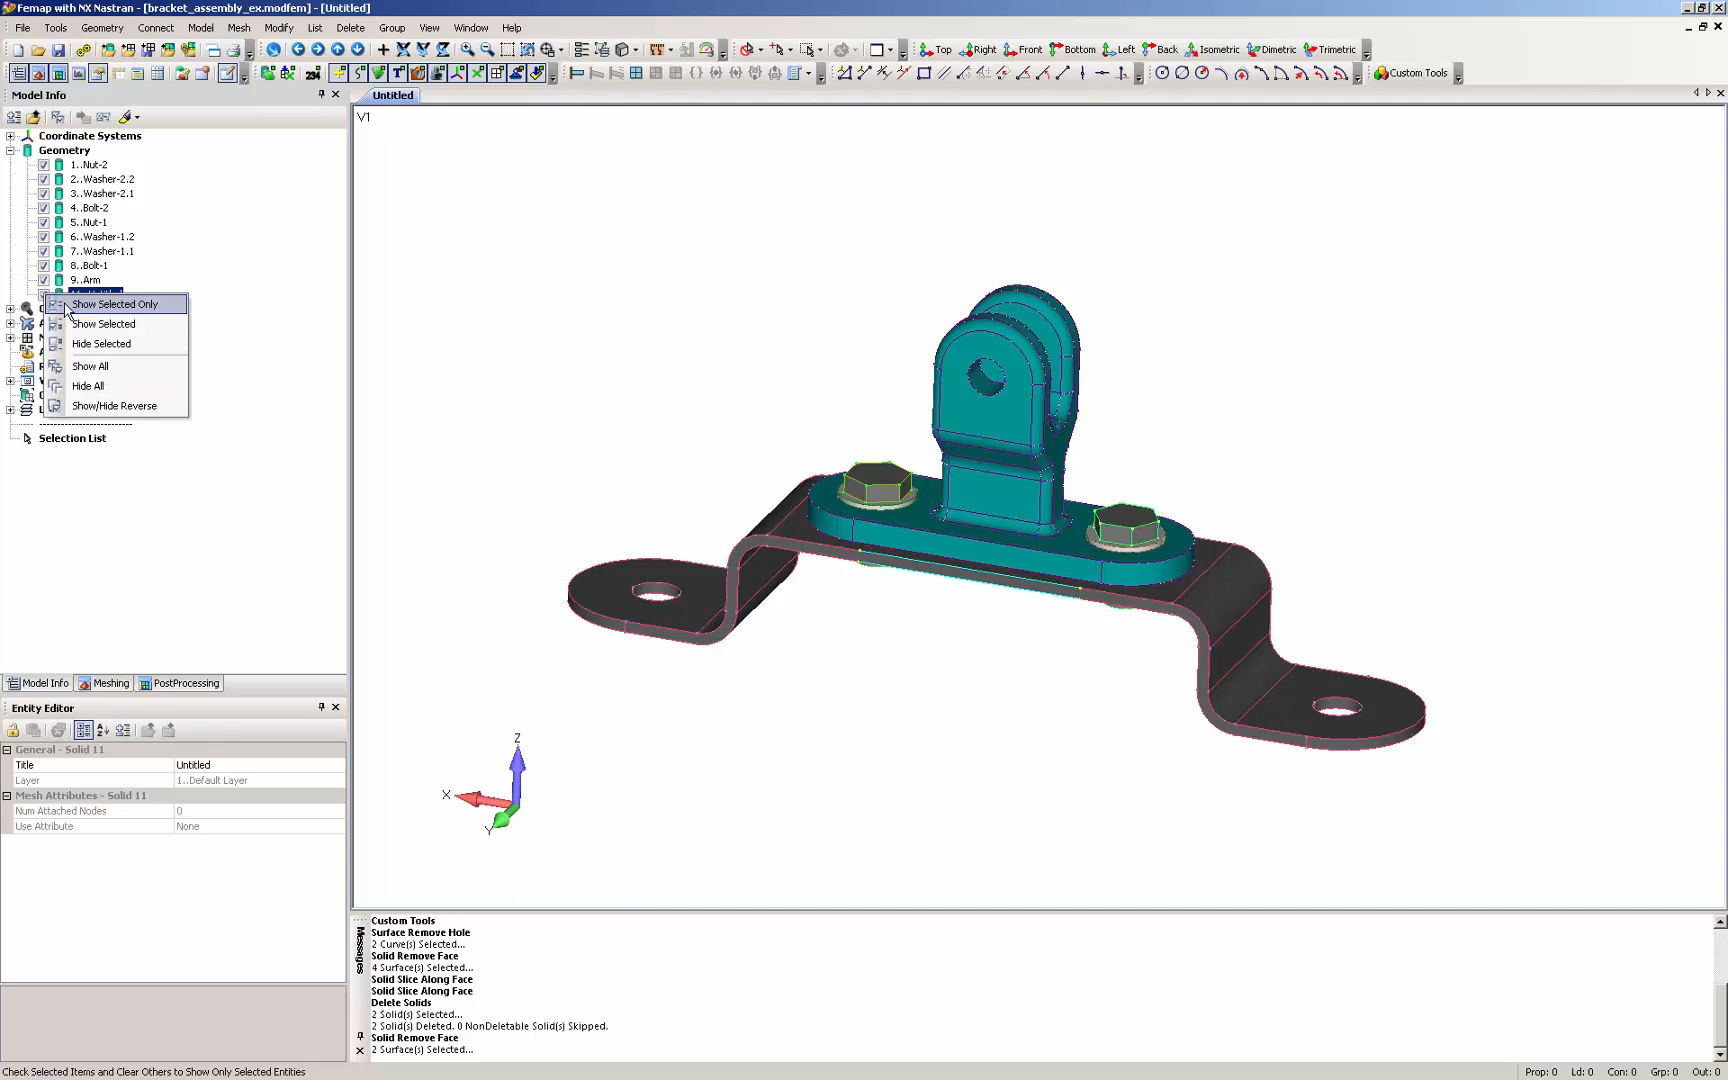 Femap with NX Nastran - [bracket_assembly_ex.modfem] - [Untitled]
File Tools Geometry Connect Mesh Modify List Delete Group View Window Help
Top Right Front Bottom Left Back Isometric Dimetric Trimetric
234 T Custom Tools
Model Info
Untitled
V1
Coordinate Systems
Geometry
1..Nut-2
2..Washer-2.2
3..Washer-2.1
4..Bolt-2
5..Nut-1
6..Washer-1.2
7..Washer-1.1
8..Bolt-1
9..Arm
Show Selected Only
Show Selected
Hide Selected
Show All
Hide All
Show/Hide Reverse
Selection List
Model Info Meshing PostProcessing
Entity Editor
General - Solid 11
Title Untitled
Layer 1..Default Layer
Mesh Attributes - Solid 11
Num Attached Nodes 0
Use Attribute None
Z
X
Y
Messages
Custom Tools
Surface Remove Hole
2 Curve(s) Selected...
Solid Remove Face
4 Surface(s) Selected...
Solid Slice Along Face
Solid Slice Along Face
Delete Solids
2 Solid(s) Selected...
2 Solid(s) Deleted. 0 NonDeletable Solid(s) Skipped.
Solid Remove Face
2 Surface(s) Selected...
Check Selected Items and Clear Others to Show Only Selected Entities
Prop: 0 Ld: 0 Con: 0 Grp: 0 Out: 0